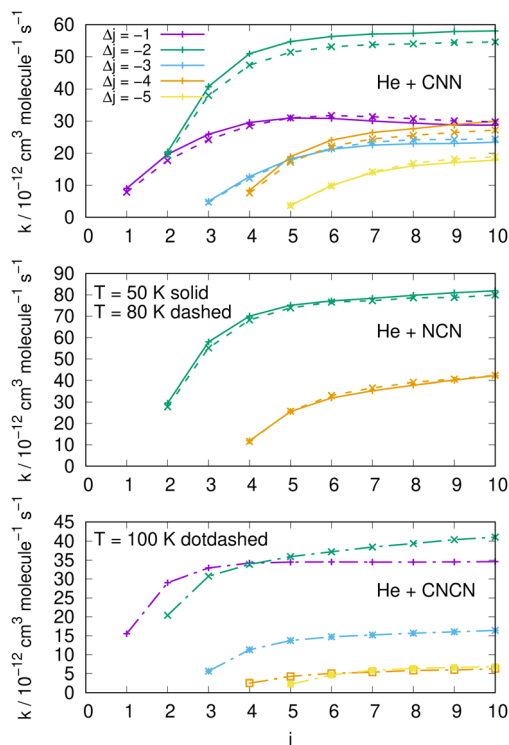 k / 10⁻¹² cm³ molecule⁻¹ s⁻¹
60
50
40
30
20
10
0
Δj = −1
Δj = −2
Δj = −3
Δj = −4
Δj = −5
He + CNN
0 1 2 3 4 5 6 7 8 9 10
k / 10⁻¹² cm³ molecule⁻¹ s⁻¹
90
80
70
60
50
40
30
20
10
0
T = 50 K solid
T = 80 K dashed
He + NCN
0 1 2 3 4 5 6 7 8 9 10
k / 10⁻¹² cm³ molecule⁻¹ s⁻¹
45
40
35
30
25
20
15
10
5
0
T = 100 K dotdashed
He + CNCN
0 1 2 3 4 5 6 7 8 9 10
j